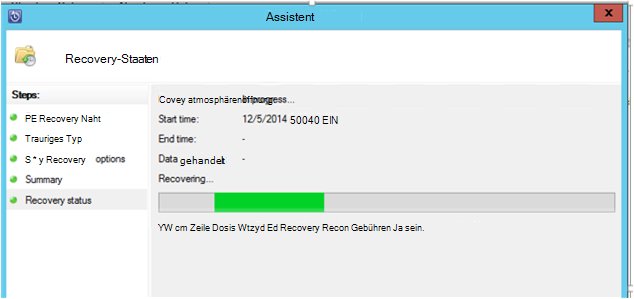 Assistent
Recovery-Staaten
Steps:
PE Recovery Naht
Trauriges Typ
S * y Recovery options
Summary
Recovery status
Covey atmosphärenöffnung progress...
Start time: 12/5/2014 50040 EIN
End time: -
Data gehandelt -
Recovering...
YW cm Zeile Dosis Wtzyd Ed Recovery Recon Gebühren Ja sein.